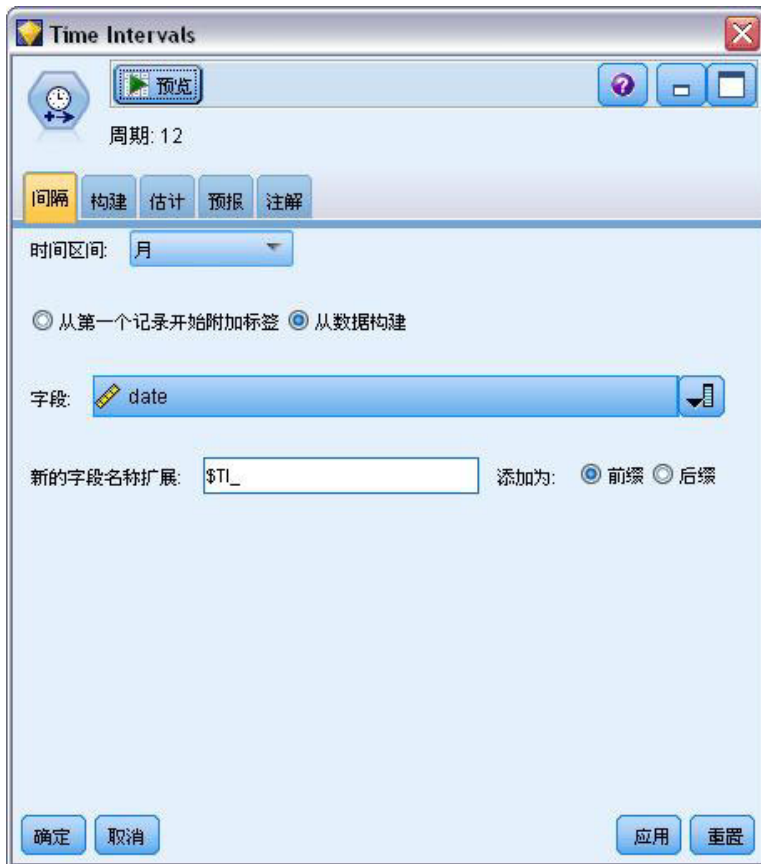 Time Intervals
预览
周期: 12
间隔 构建 估计 预报 注解
时间区间: 月
从第一个记录开始附加标签 从数据构建
字段: date
新的字段名称扩展: $TI_ 添加为: 前缀 后缀
确定 取消 应用 重置